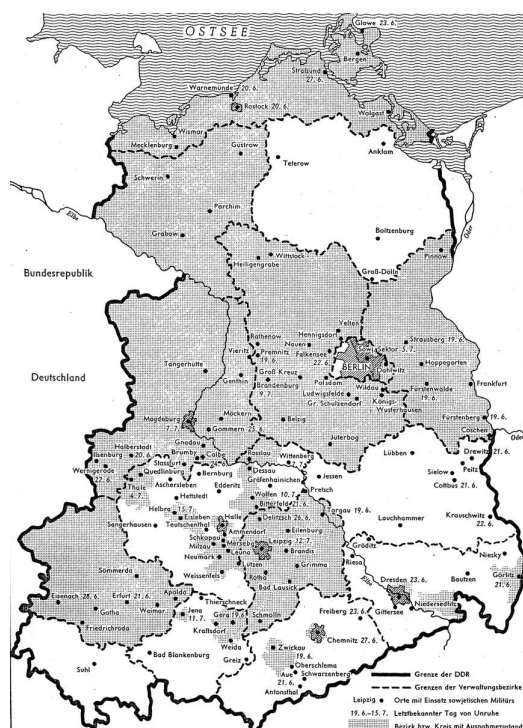 Glowe 23. 6.
OSTSEE
Bergen
Stralsund
27. 6.
Warnemünde 20. 6.
Rostock 20. 6.
Wolgast
Wismar
Mecklenburg
Güstrow
Anklam
Teterow
Schwerin
Parchim
Elbe
Oder
Grabow
Boitzenburg
Wittstock
Pinnow
Bundesrepublik
Heiligengrabe
Groß-Dölln
Velten
Hennigsdorf
Rathenow
Nauen
Strausberg 19. 6.
Vieritz
Premnitz
19. 6.
Falkensee
22. 6.
Sowj. Sektor
5. 7.
BERLIN
Hoppegarten
Tangerhütte
Dahlwitz
Deutschland
Genthin
Groß Kreuz
Potsdam
Wildau
Fürstenwalde
19. 6.
Frankfurt
Brandenburg
9. 7.
Ludwigsfelde
Gr. Schulzendorf
Königs-
Wusterhausen
Möckern
Magdeburg
7. 7.
Belzig
Fürstenberg 19. 6.
Gommern 25. 6.
Coschen
Jüterbog
Oder
Halberstadt
20. 6.
Gnadau
Ilsenburg
Brumby
Calbe
Roßlau
Wittenberg
Lübben
Drewitz 21. 6.
Wernigerode
22. 6.
Stassfurt
Dessau
Peitz
Quedlinburg
Bernburg
Gräfenhainichen
Jessen
Sielow
Thale
4. 7.
Aschersleben
Edderitz
Pretsch
Cottbus 21. 6.
Hettstedt
Wolfen 10. 7.
Bitterfeld 21. 6.
Helbra 15. 7.
Halle
Torgau 19. 6.
Krauschwitz
22. 6.
Eisleben
Delitzsch 26. 6.
Lauchhammer
Sangerhausen
Teutschenthal
Ammendorf
Eilenburg
Schkopau
Merseburg
Leipzig 12. 7.
Gröditz
Niesky
Milzau
Leuna
Brandis
Riesa
Neumark
Lützen
Grimma
Elbe
Görlitz
21. 6.
Sömmerda
Weissenfels
Rötha
Dresden 23. 6.
Bautzen
Bad Lausick
Niedersedlitz
Eisenach 28. 6.
Erfurt 21. 6.
Apolda
Thierschneck
Gittersee
Gotha
Weimar
Jena
11. 7.
Gera 19. 6.
Schmölln
Freiberg 23. 6.
Friedrichroda
Kraftsdorf
Chemnitz 27. 6.
Weida
Zwickau
19. 6.
Bad Blankenburg
Greiz
Oberschlema
Suhl
Aue
21. 6.
Schwarzenberg
Antonsthal
Grenze der DDR
Grenzen der Verwaltungsbezirke
Leipzig Orte mit Einsatz sowjetischen Militärs
19. 6.–15. 7. Letztbekannter Tag von Unruhe
Bezirk bzw. Kreis mit Ausnahmezustand